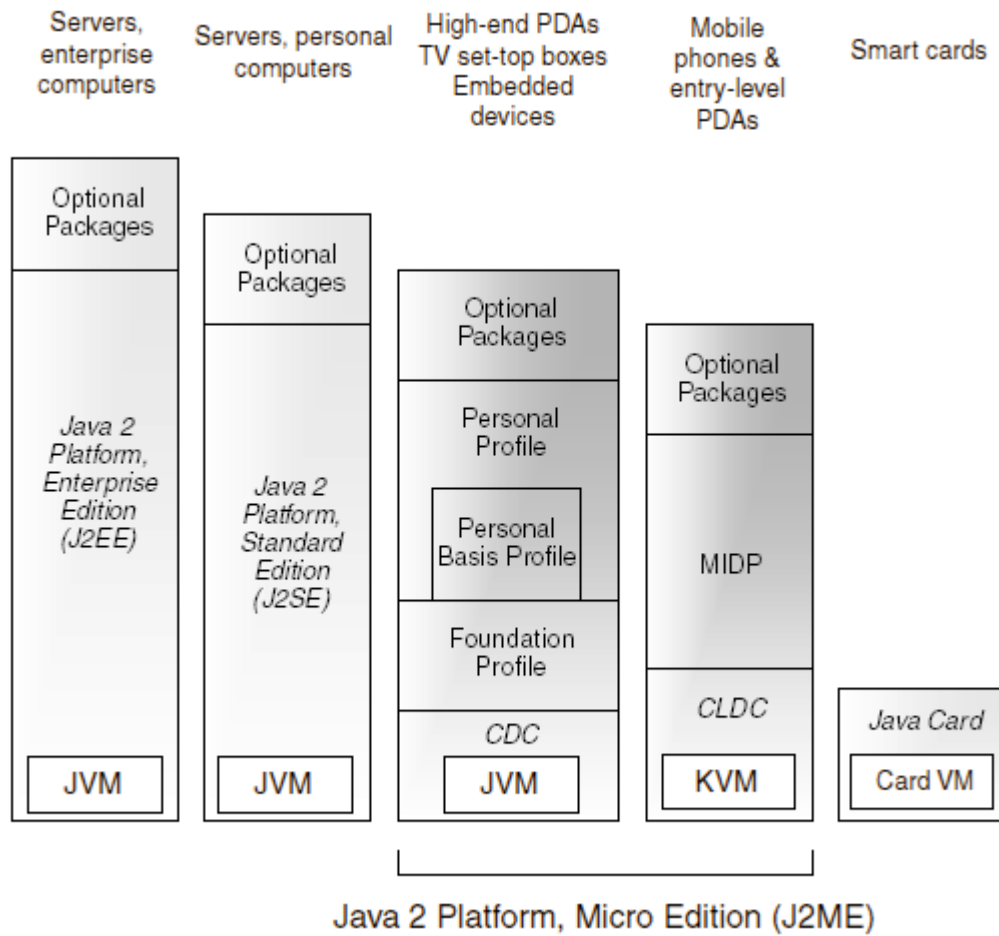 Servers,
enterprise
computers
Servers, personal
computers
High-end PDAs
TV set-top boxes
Embedded
devices
Mobile
phones &
entry-level
PDAs
Smart cards
Optional
Packages
Java 2
Platform,
Enterprise
Edition
(J2EE)
JVM
Optional
Packages
Java 2
Platform,
Standard
Edition
(J2SE)
JVM
Optional
Packages
Personal
Profile
Personal
Basis Profile
Foundation
Profile
CDC
JVM
Optional
Packages
MIDP
CLDC
KVM
Java Card
Card VM
Java 2 Platform, Micro Edition (J2ME)